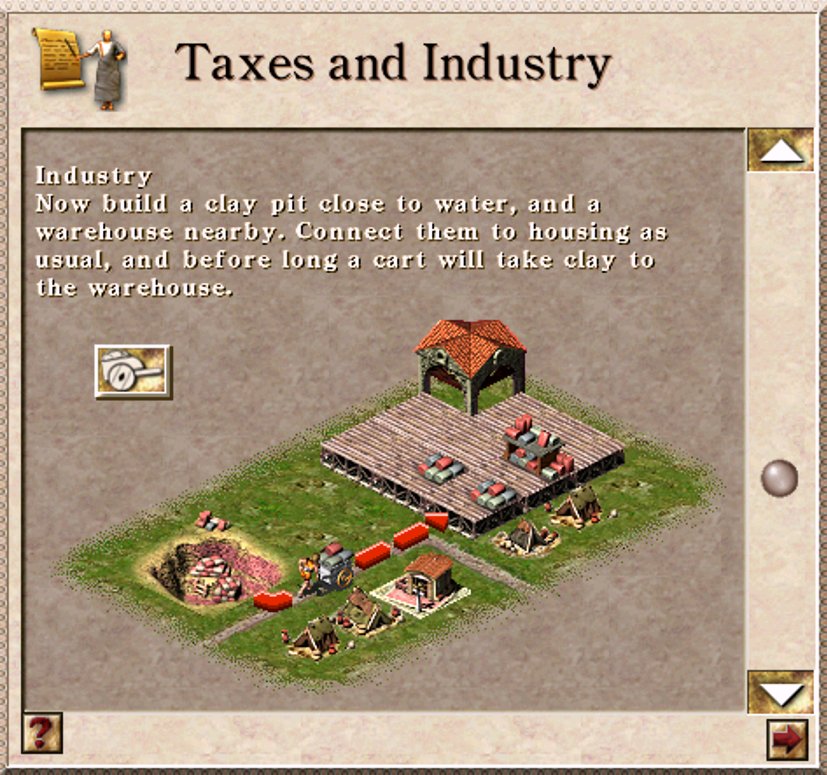 Taxes and Industry
Industry
Now build a clay pit close to water, and a
warehouse nearby. Connect them to housing as
usual, and before long a cart will take clay to
the warehouse.
?